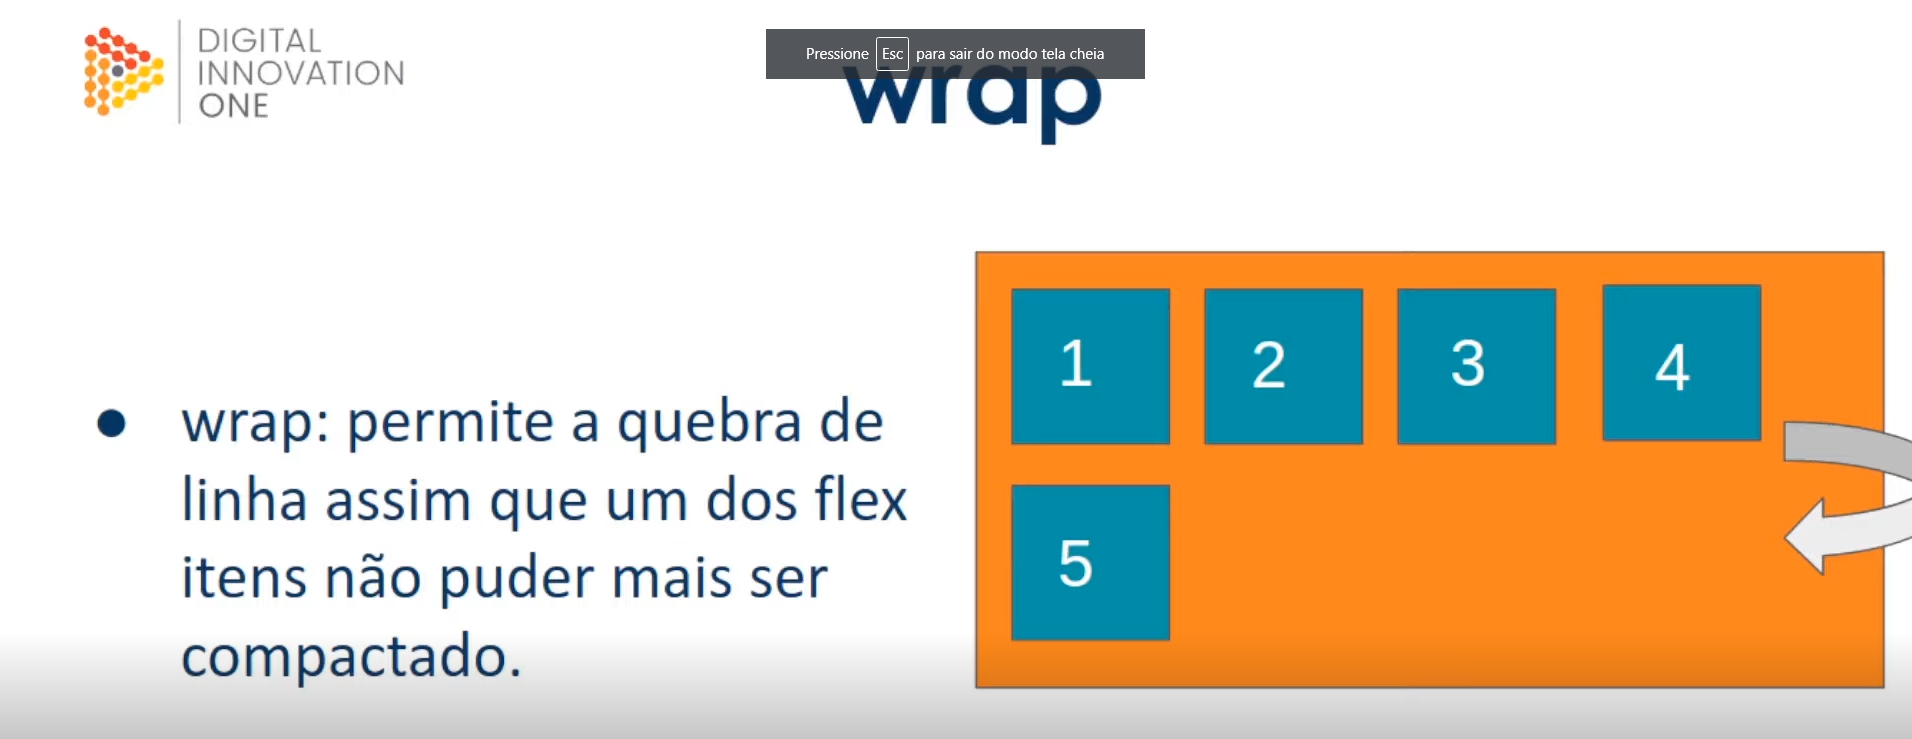 DIGITAL
INNOVATION
ONE
Pressione Esc para sair do modo tela cheia
wrap
● wrap: permite a quebra de
linha assim que um dos flex
itens não puder mais ser
compactado.
1 2 3 4
5